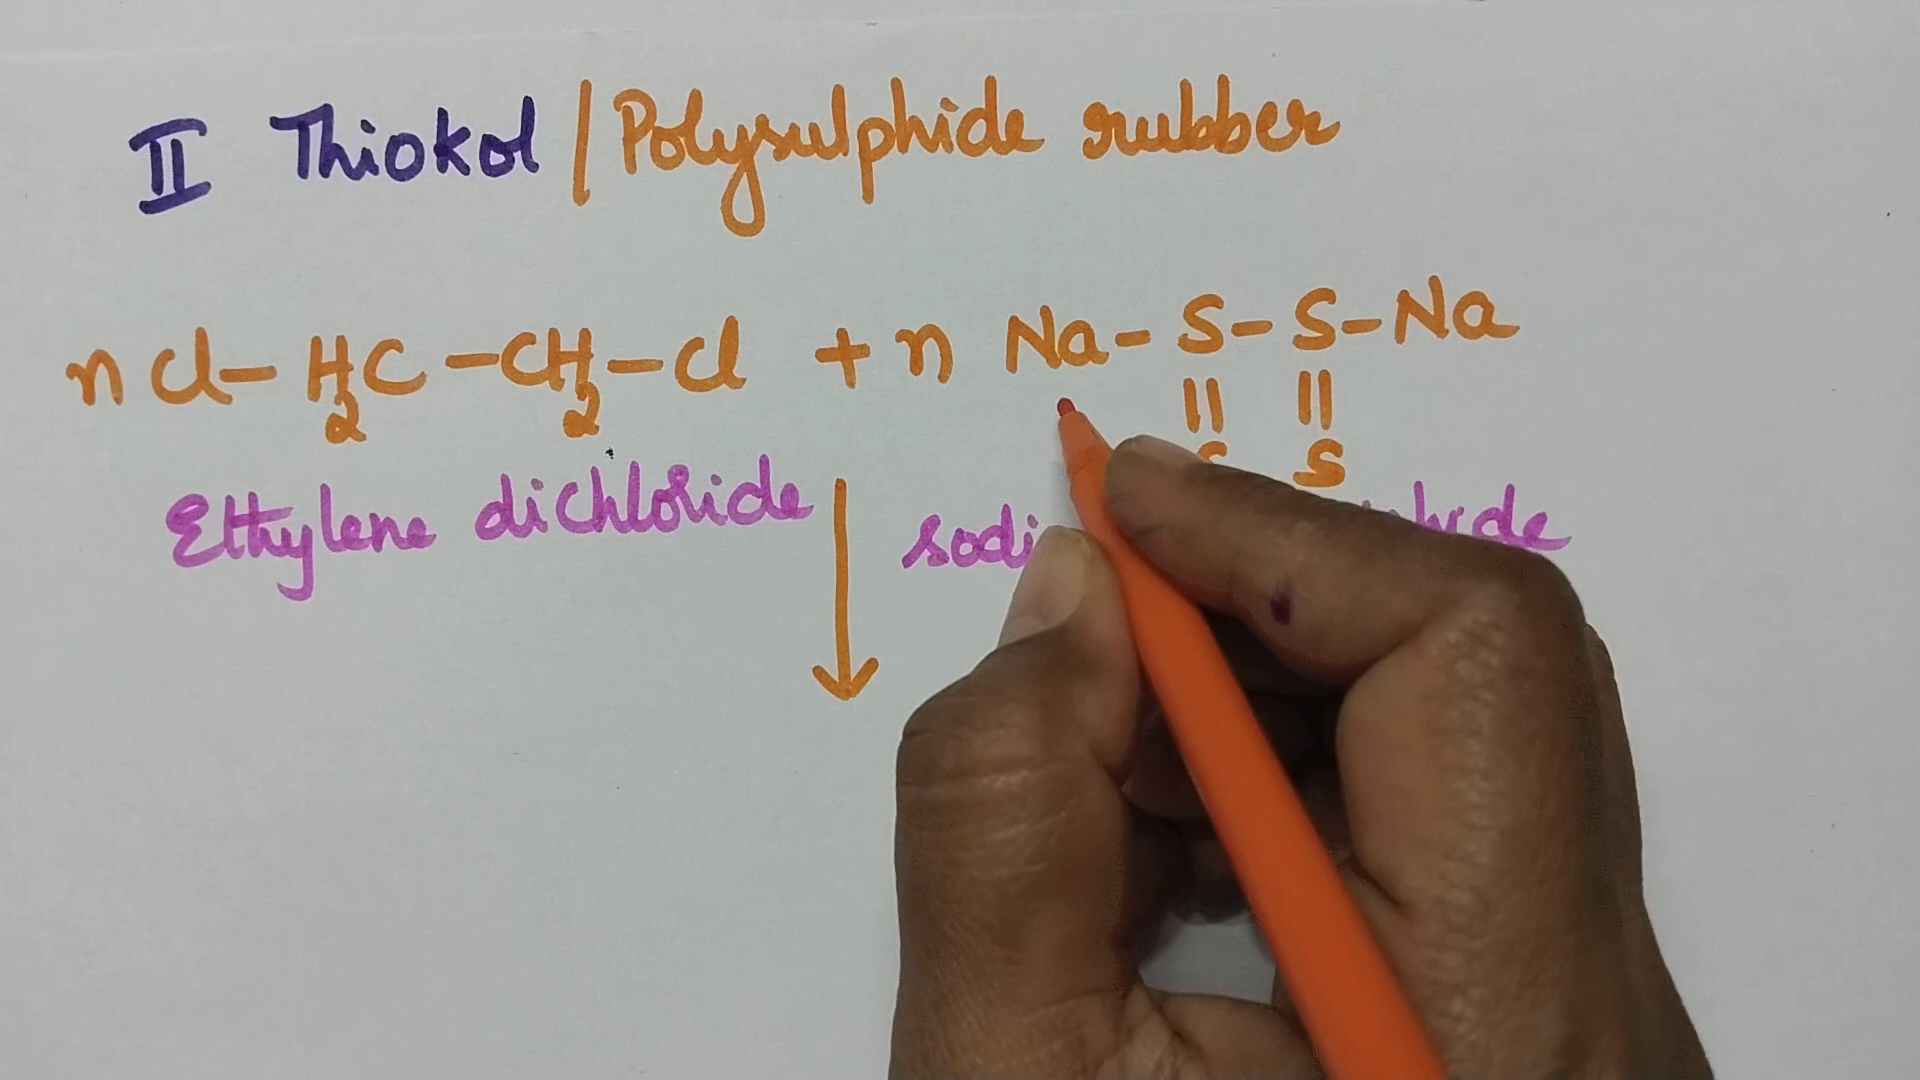 II Thiokol / Polysulphide rubber
n Cl - H2C - CH2 - Cl + n Na - S - S - Na
|| ||
S S
Ethylene dichloride